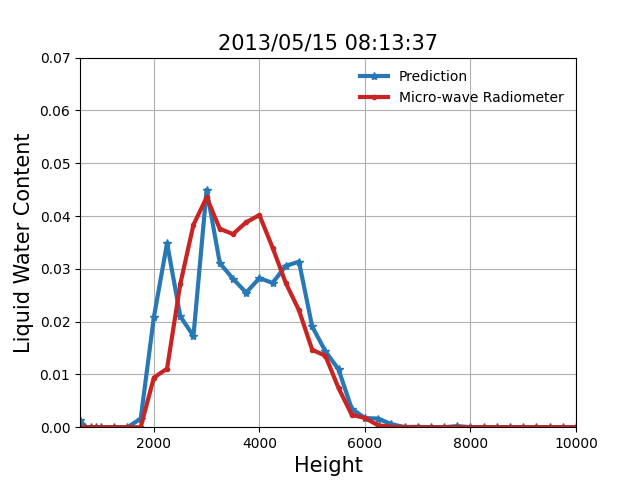 2013/05/15 08:13:37
0.07
0.06
0.05
0.04
0.03
0.02
0.01
0.00
Liquid Water Content
Prediction
Micro-wave Radiometer
2000 4000 6000 8000 10000
Height